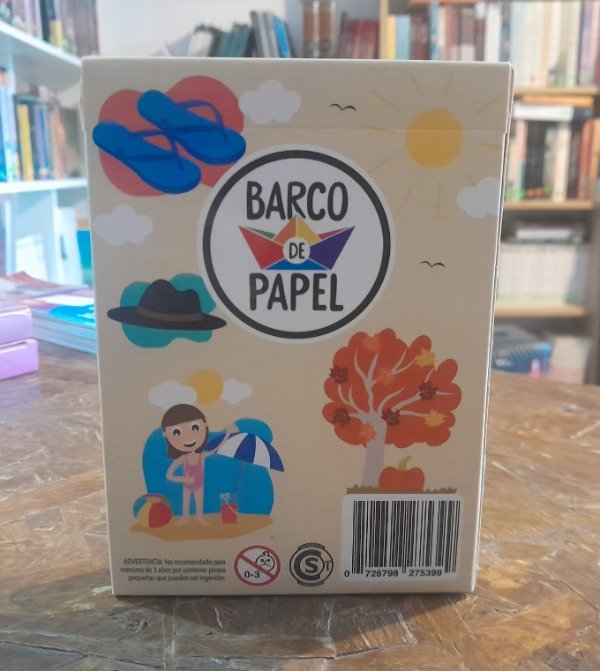 BARCO
DE
PAPEL
ADVERTENCIA: No recomendado para
menores de 3 años por contener piezas
pequeñas que pueden ser ingeridas.
0-3
S T
0 726798 275399